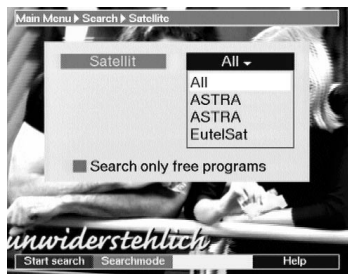 Main Menu ▶ Search ▶ Satellite
Satellit
All
All
ASTRA
ASTRA
EutelSat
Search only free programs
unwiderstehlich
Start search Searchmode Help